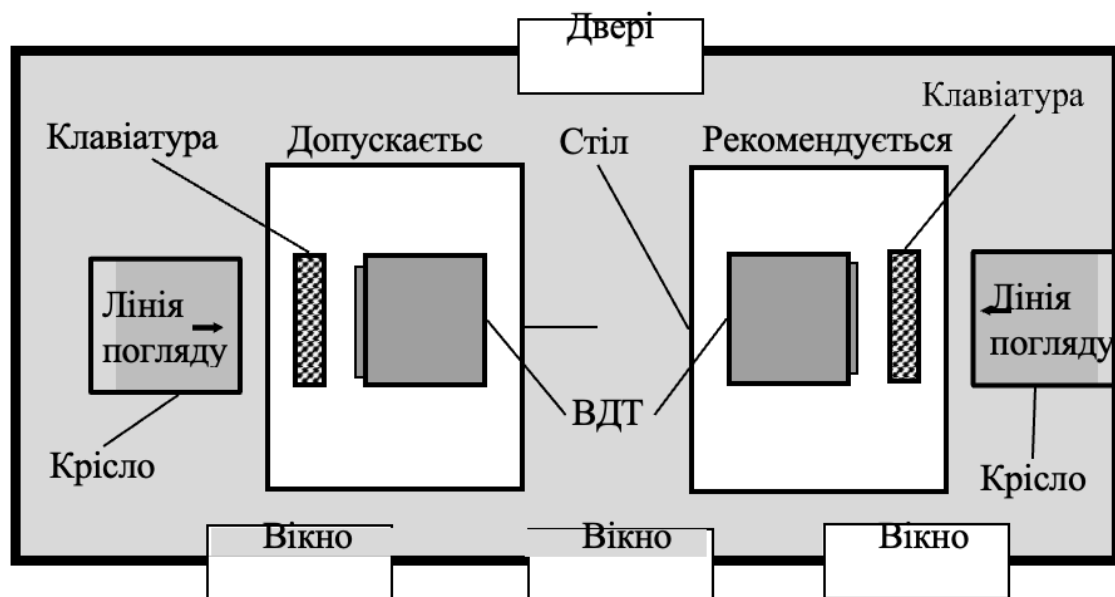 Двері
Клавіатура
Клавіатура
Допускаєтьс
Стіл
Рекомендується
Лінія
погляду
Лінія
погляду
ВДТ
Крісло
Крісло
Вікно
Вікно
Вікно